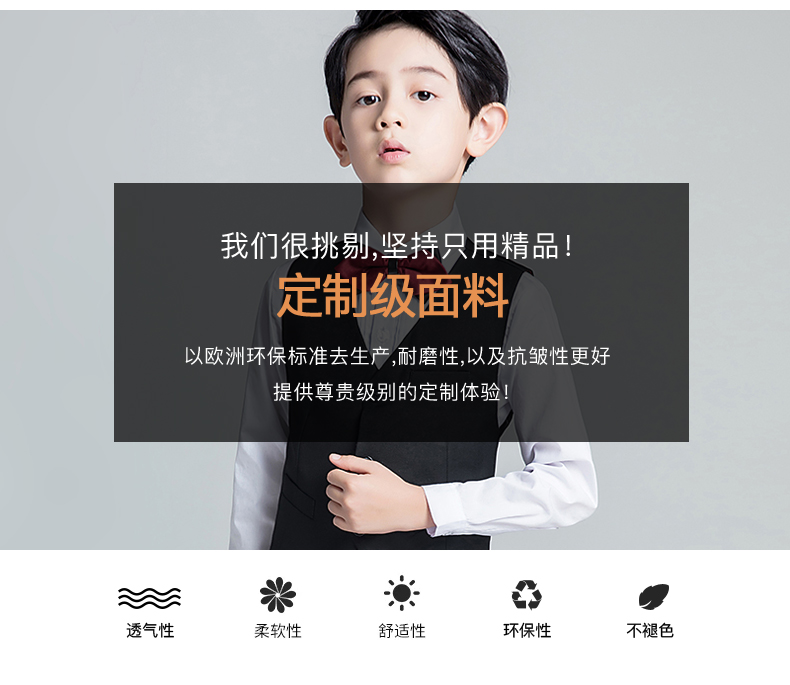 我们很挑剔,坚持只用精品！
定制级面料
以欧洲环保标准去生产,耐磨性,以及抗皱性更好
提供尊贵级别的定制体验！
透气性 柔软性 舒适性 环保性 不褪色